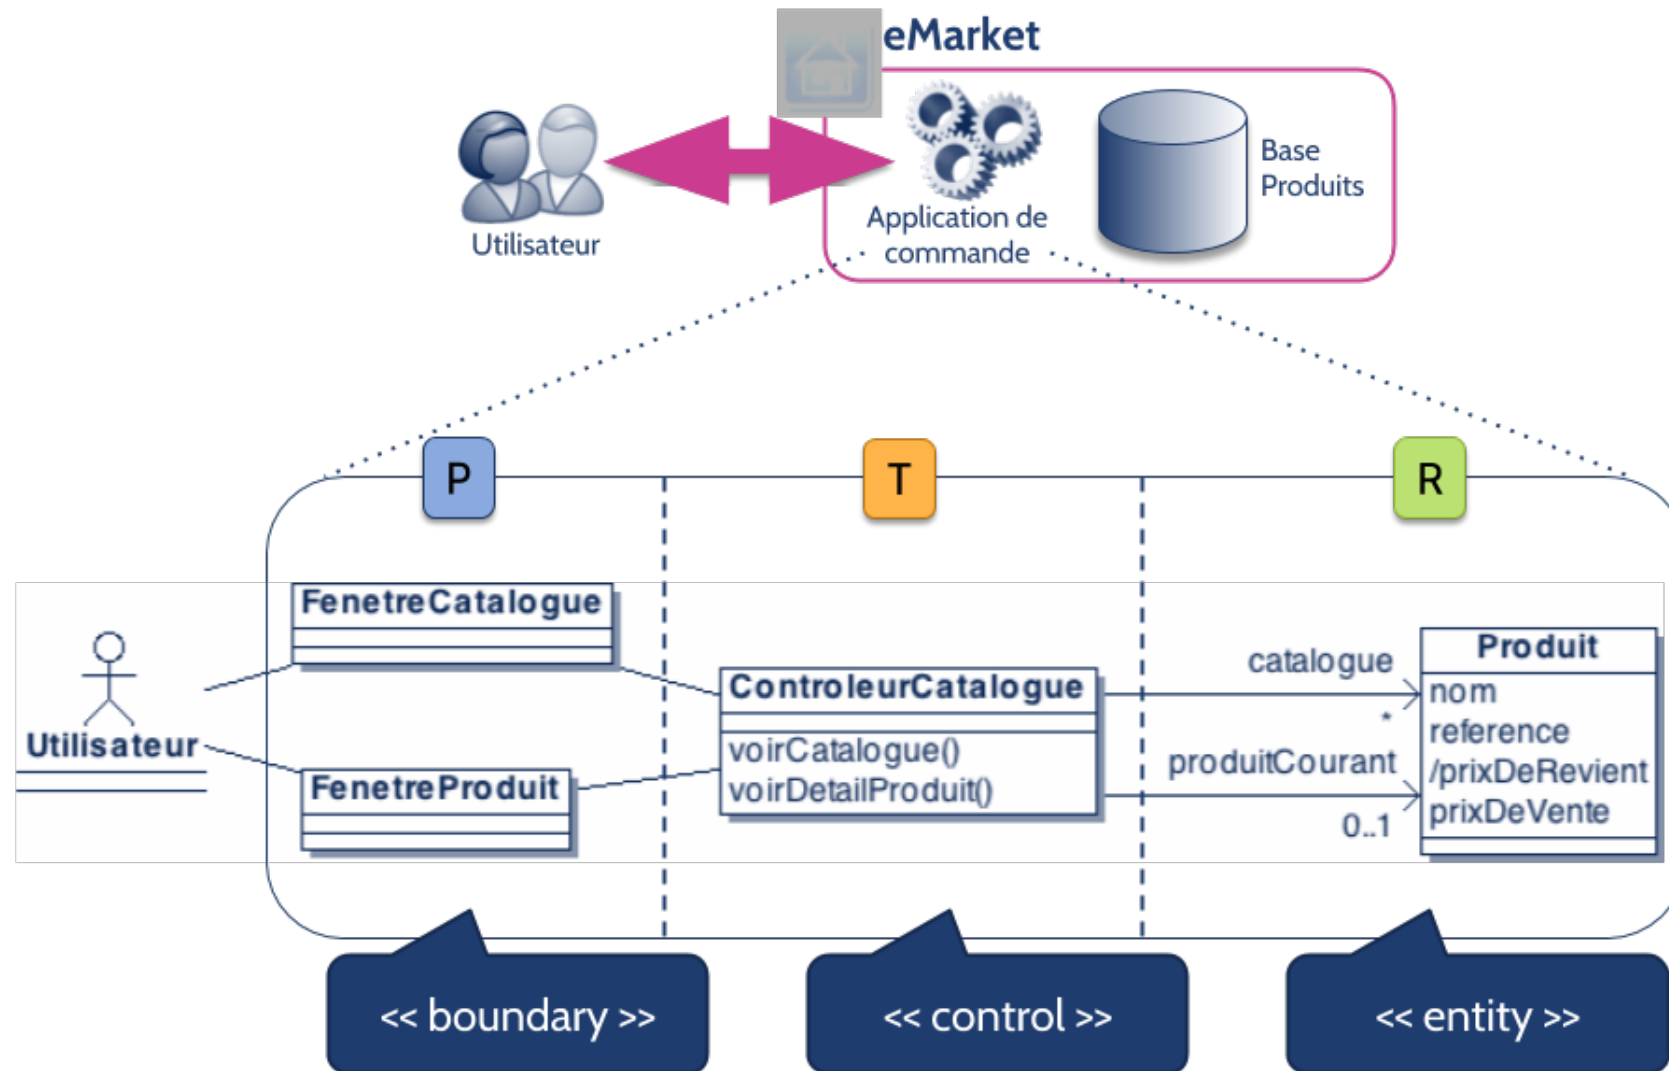 eMarket
Utilisateur
Application de
commande
Base
Produits
P
T
R
FenetreCatalogue
Utilisateur
FenetreProduit
ControleurCatalogue
voirCatalogue()
voirDetailProduit()
catalogue
*
produitCourant
0..1
Produit
nom
reference
/prixDeRevient
prixDeVente
<< boundary >>
<< control >>
<< entity >>